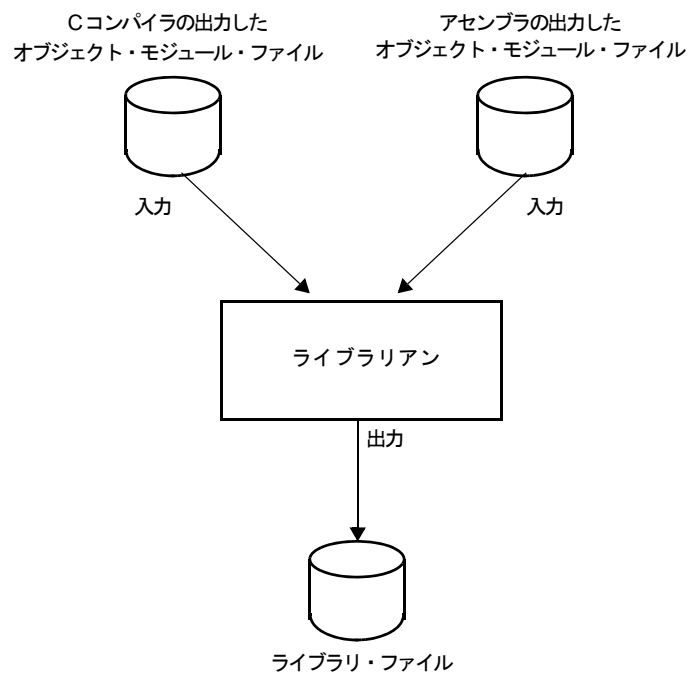 Cコンパイラの出力した
オブジェクト・モジュール・ファイル
アセンブラの出力した
オブジェクト・モジュール・ファイル
入力
入力
ライブラリアン
出力
ライブラリ・ファイル